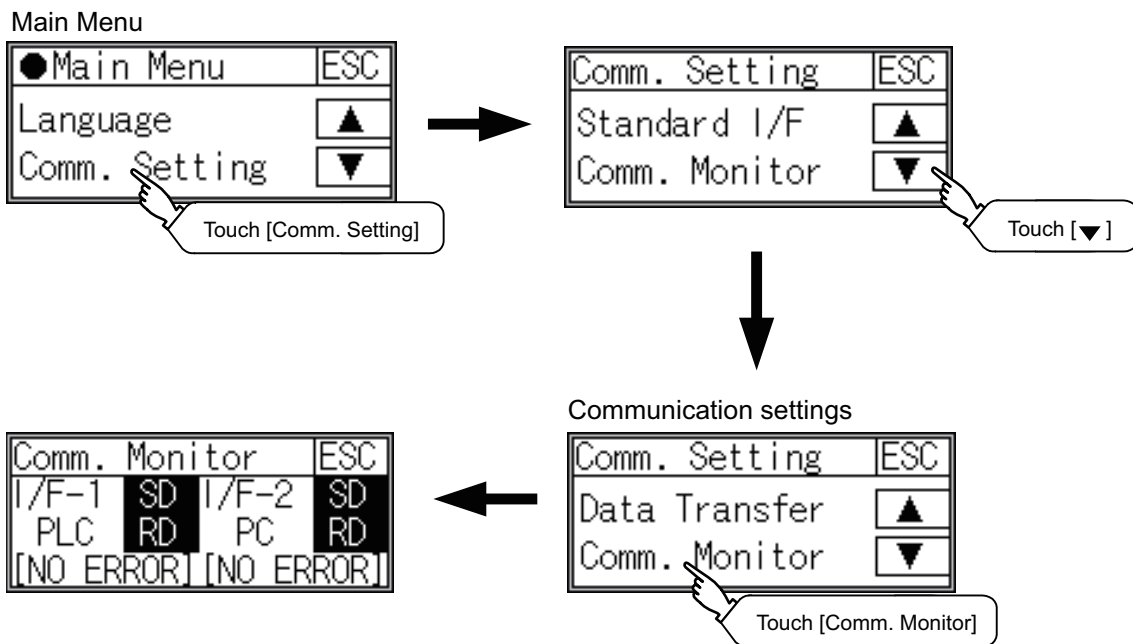 Main Menu
●Main Menu ESC
Language ▲
Comm. Setting ▼
Touch [Comm. Setting]
Comm. Setting ESC
Standard I/F ▲
Comm. Monitor ▼
Touch [▼]
Communication settings
Comm. Setting ESC
Data Transfer ▲
Comm. Monitor ▼
Touch [Comm. Monitor]
Comm. Monitor ESC
I/F-1 SD I/F-2 SD
PLC RD PC RD
[NO ERROR] [NO ERROR]